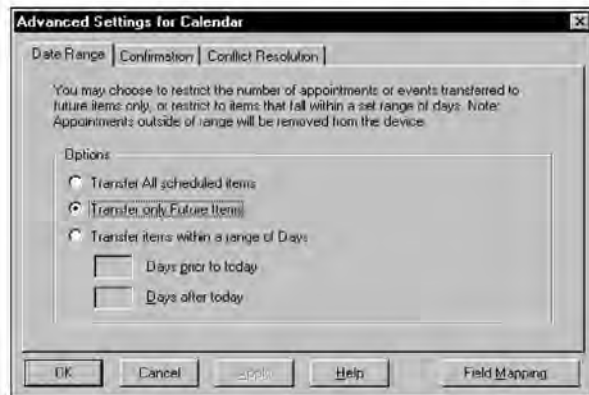 Advanced Settings for Calendar
Date Range Confirmation Conflict Resolution
You may choose to restrict the number of appointments or events transferred to
future items only, or restrict to items that fall within a set range of days. Note:
Appointments outside of range will be removed from the device.
Options
Transfer All scheduled items
Transfer only Future Items
Transfer items within a range of Days
Days prior to today
Days after today
OK Cancel Apply Help Field Mapping